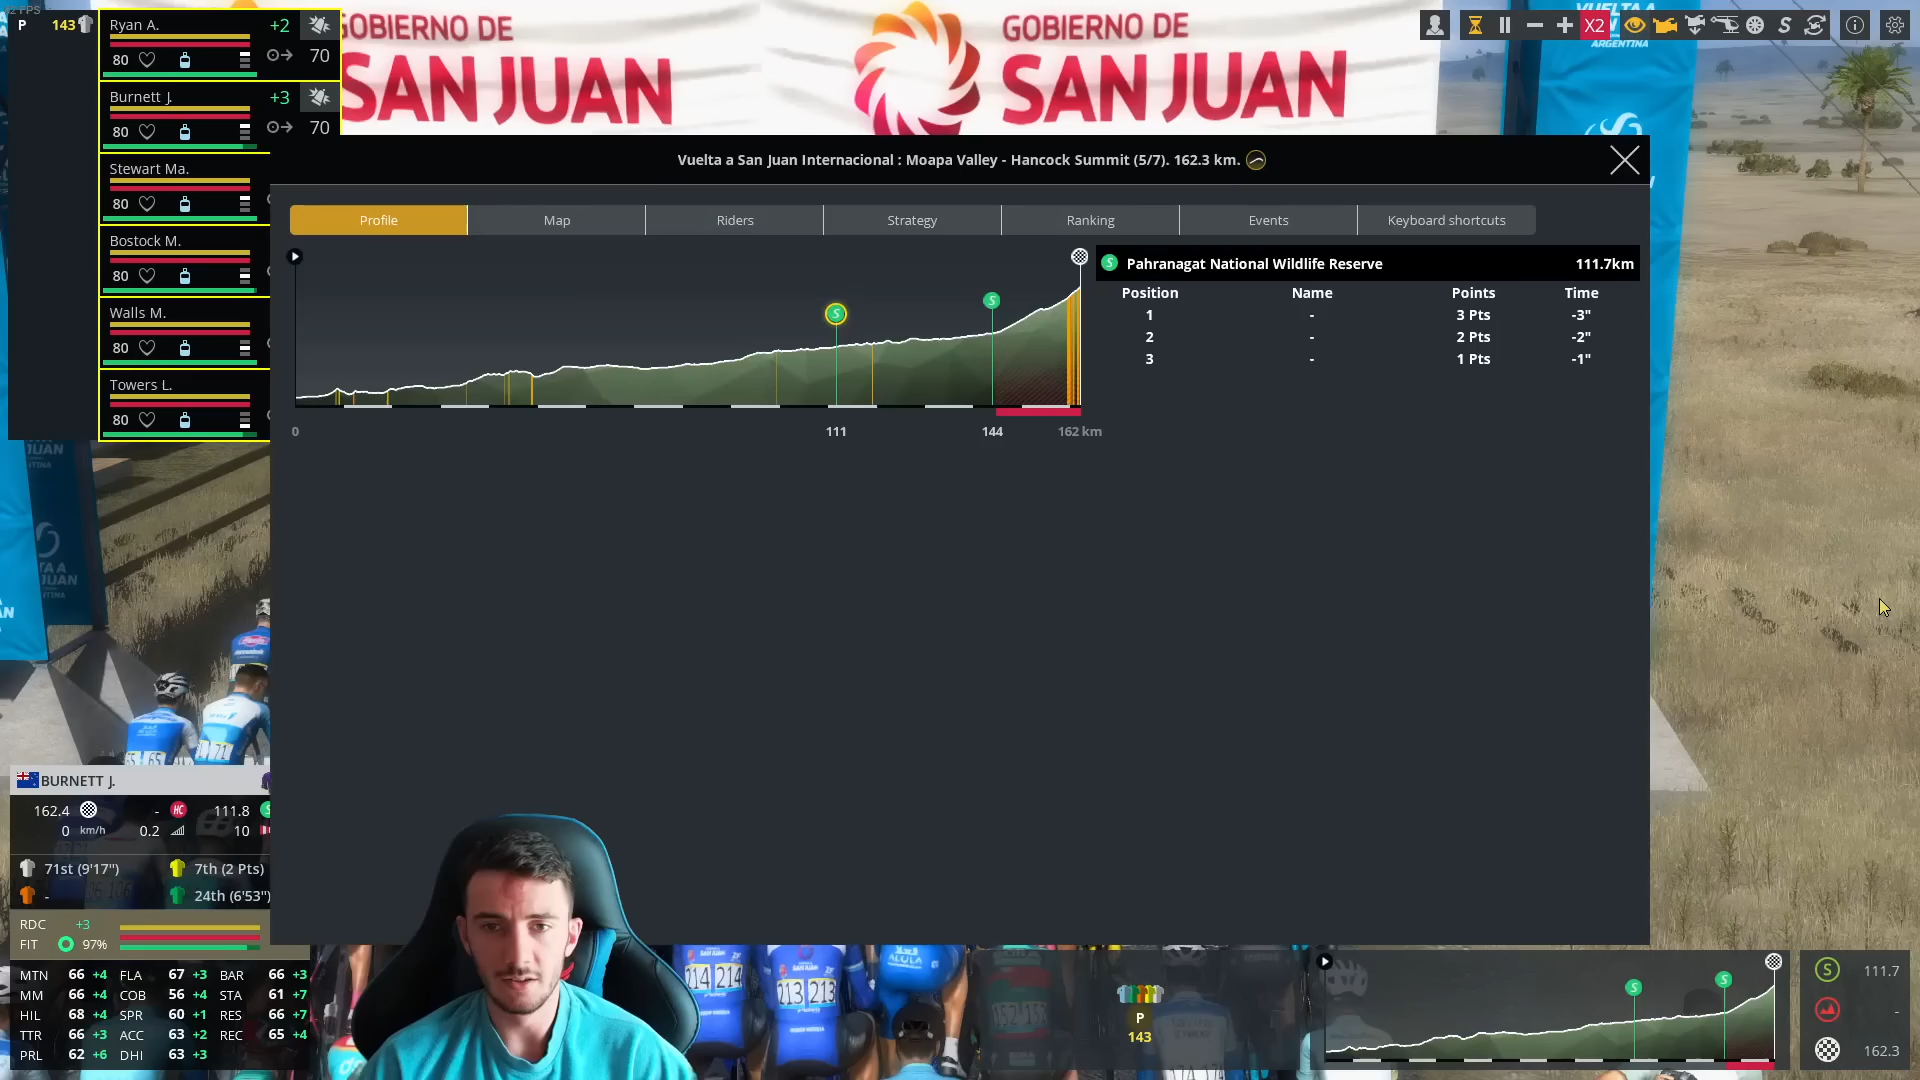 P 143
Ryan A. +2
80 70
Burnett J. +3
80 70
Stewart Ma.
80
Bostock M.
80
Walls M.
80
Towers L.
80
GOBIERNO DE
SAN JUAN
GOBIERNO DE
SAN JUAN
X2
ARGENTINA
Vuelta a San Juan Internacional : Moapa Valley - Hancock Summit (5/7). 162.3 km.
Profile Map Riders Strategy Ranking Events Keyboard shortcuts
S Pahranagat National Wildlife Reserve 111.7km
Position Name Points Time
1 - 3 Pts -3"
2 - 2 Pts -2"
3 - 1 Pts -1"
S S
0 111 144 162 km
BURNETT J.
162.4 - HC 111.8
0 km/h 0.2 10
71st (9'17") 7th (2 Pts)
- 24th (6'53")
RDC +3
FIT 97%
MTN 66 +4 FLA 67 +3 BAR 66 +3
MM 66 +4 COB 56 +4 STA 61 +7
HIL 68 +4 SPR 60 +1 RES 66 +7
TTR 66 +3 ACC 63 +2 REC 65 +4
PRL 62 +6 DHI 63 +3
214 214
213 213
P
143
S S
S 111.7
-
162.3